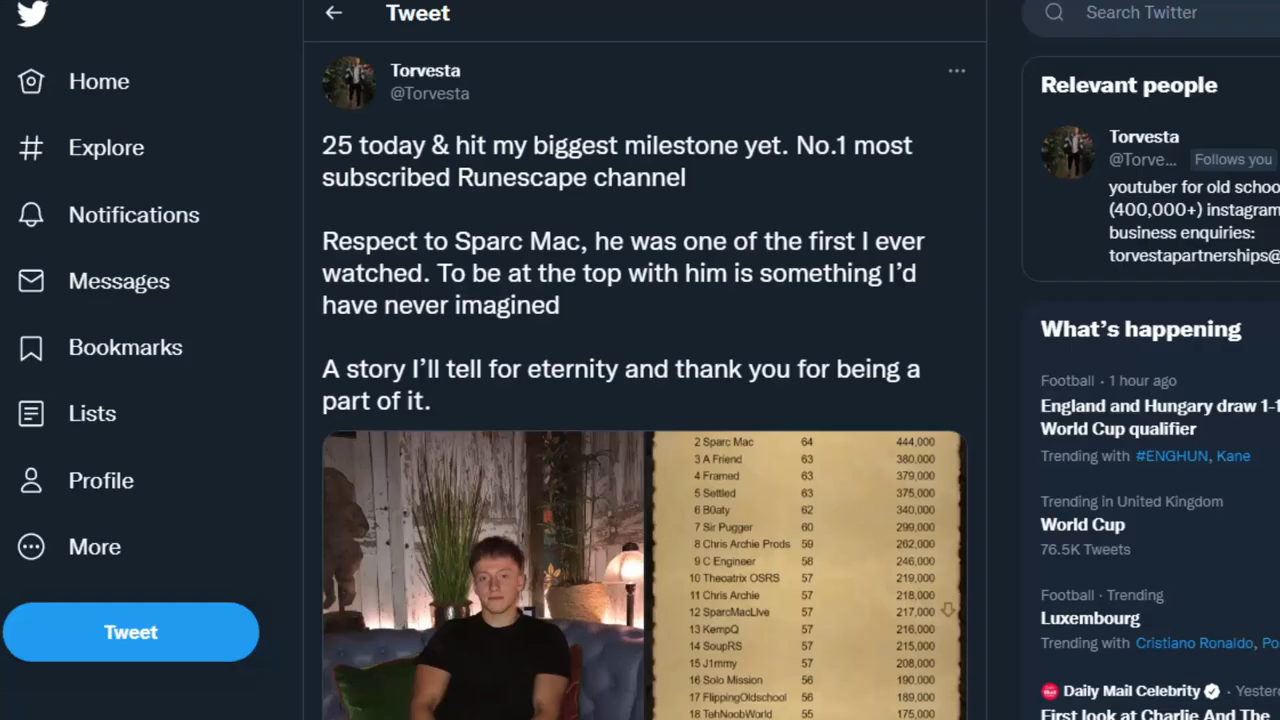 Tweet
Search Twitter
Home
Explore
Notifications
Messages
Bookmarks
Lists
Profile
More
Tweet
Torvesta
@Torvesta
25 today & hit my biggest milestone yet. No.1 most
subscribed Runescape channel
Respect to Sparc Mac, he was one of the first I ever
watched. To be at the top with him is something I’d
have never imagined
A story I’ll tell for eternity and thank you for being a
part of it.
2 Sparc Mac 64 444,000
3 A Friend 63 380,000
4 Framed 63 379,000
5 Settled 63 375,000
6 B0aty 62 340,000
7 Sir Pugger 60 299,000
8 Chris Archie Prods 59 262,000
9 C Engineer 58 246,000
10 Theoatrix OSRS 57 219,000
11 Chris Archie 57 218,000
12 SparcMacLIve 57 217,000
13 KempQ 57 216,000
14 SoupRS 57 215,000
15 J1mmy 57 208,000
16 Solo Mission 56 190,000
17 FlippingOldschool 56 189,000
18 TehNoobWorld 55 175,000
Relevant people
Torvesta
@Torve... Follows you
youtuber for old schoo
(400,000+) instagram
business enquiries:
torvestapartnerships@
What’s happening
Football · 1 hour ago
England and Hungary draw 1-1
World Cup qualifier
Trending with #ENGHUN, Kane
Trending in United Kingdom
World Cup
76.5K Tweets
Football · Trending
Luxembourg
Trending with Cristiano Ronaldo, Po
Daily Mail Celebrity · Yester
First look at Charlie And The